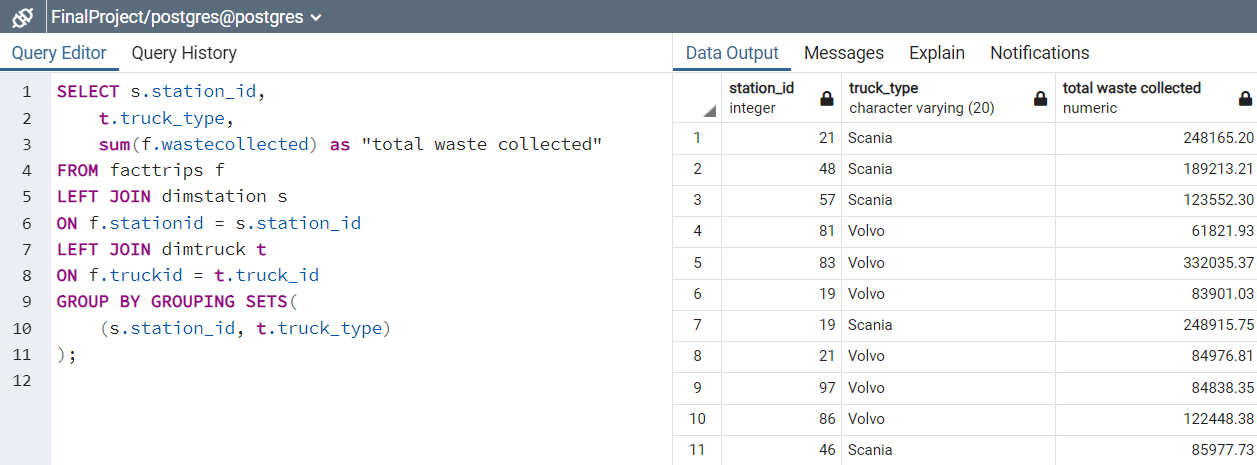 FinalProject/postgres@postgres
Query Editor Query History
1 SELECT s.station_id,
2 t.truck_type,
3 sum(f.wastecollected) as "total waste collected"
4 FROM facttrips f
5 LEFT JOIN dimstation s
6 ON f.stationid = s.station_id
7 LEFT JOIN dimtruck t
8 ON f.truckid = t.truck_id
9 GROUP BY GROUPING SETS(
10 (s.station_id, t.truck_type)
11 );
12
Data Output Messages Explain Notifications
station_id truck_type total waste collected
integer character varying (20) numeric
1 21 Scania 248165.20
2 48 Scania 189213.21
3 57 Scania 123552.30
4 81 Volvo 61821.93
5 83 Volvo 332035.37
6 19 Volvo 83901.03
7 19 Scania 248915.75
8 21 Volvo 84976.81
9 97 Volvo 84838.35
10 86 Volvo 122448.38
11 46 Scania 85977.73